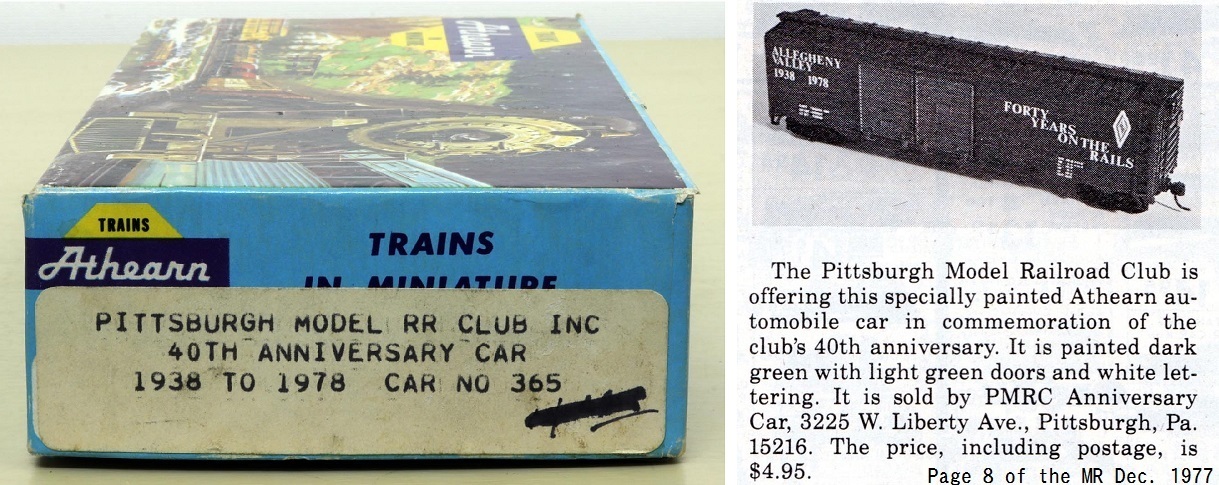 Athearn
TRAINS
TRAINS
Athearn
TRAINS
IN MINIATURE
PITTSBURGH MODEL RR CLUB INC
40TH ANNIVERSARY CAR
1938 TO 1978 CAR NO 365
ALLEGHENY
VALLEY
1938 1978
FORTY
YEARS
ON THE
RAILS
The Pittsburgh Model Railroad Club is
offering this specially painted Athearn au-
tomobile car in commemoration of the
club's 40th anniversary. It is painted dark
green with light green doors and white let-
tering. It is sold by PMRC Anniversary
Car, 3225 W. Liberty Ave., Pittsburgh, Pa.
15216. The price, including postage, is
$4.95.
Page 8 of the MR Dec. 1977